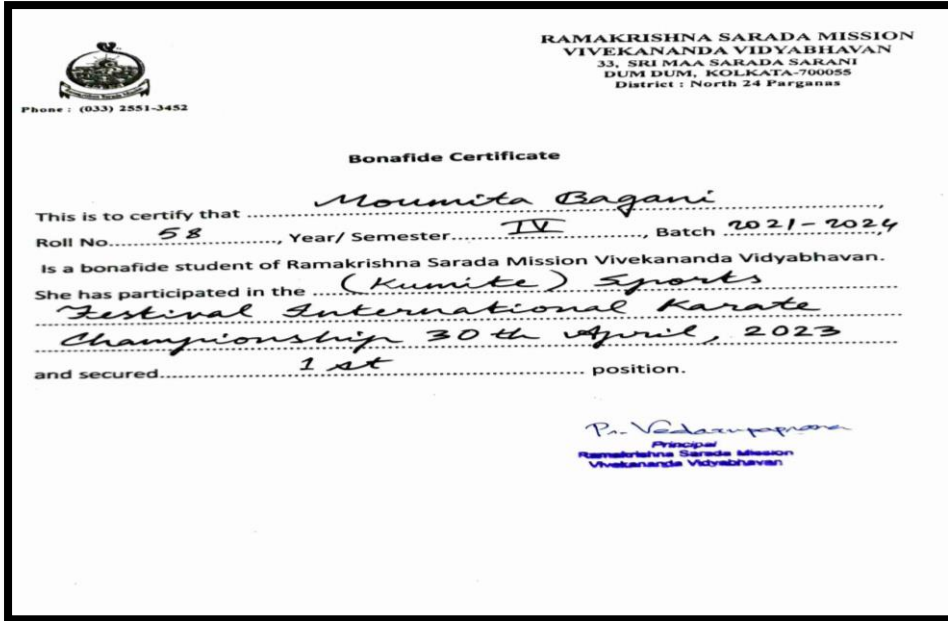 RAMAKRISHNA SARADA MISSION
VIVEKANANDA VIDYABHAVAN
33, SRI MAA SARADA SARANI
DUM DUM, KOLKATA-700055
District : North 24 Parganas
Phone : (033) 2551-3452
Bonafide Certificate
This is to certify that Moumita Bagani,
Roll No. 58, Year/ Semester IV, Batch 2021-2024,
Is a bonafide student of Ramakrishna Sarada Mission Vivekananda Vidyabhavan.
She has participated in the (Kumite) Sports
Festival International Karate
Championship 30th April, 2023
and secured 1st position.
Principal
Ramakrishna Sarada Mission
Vivekananda Vidyabhavan